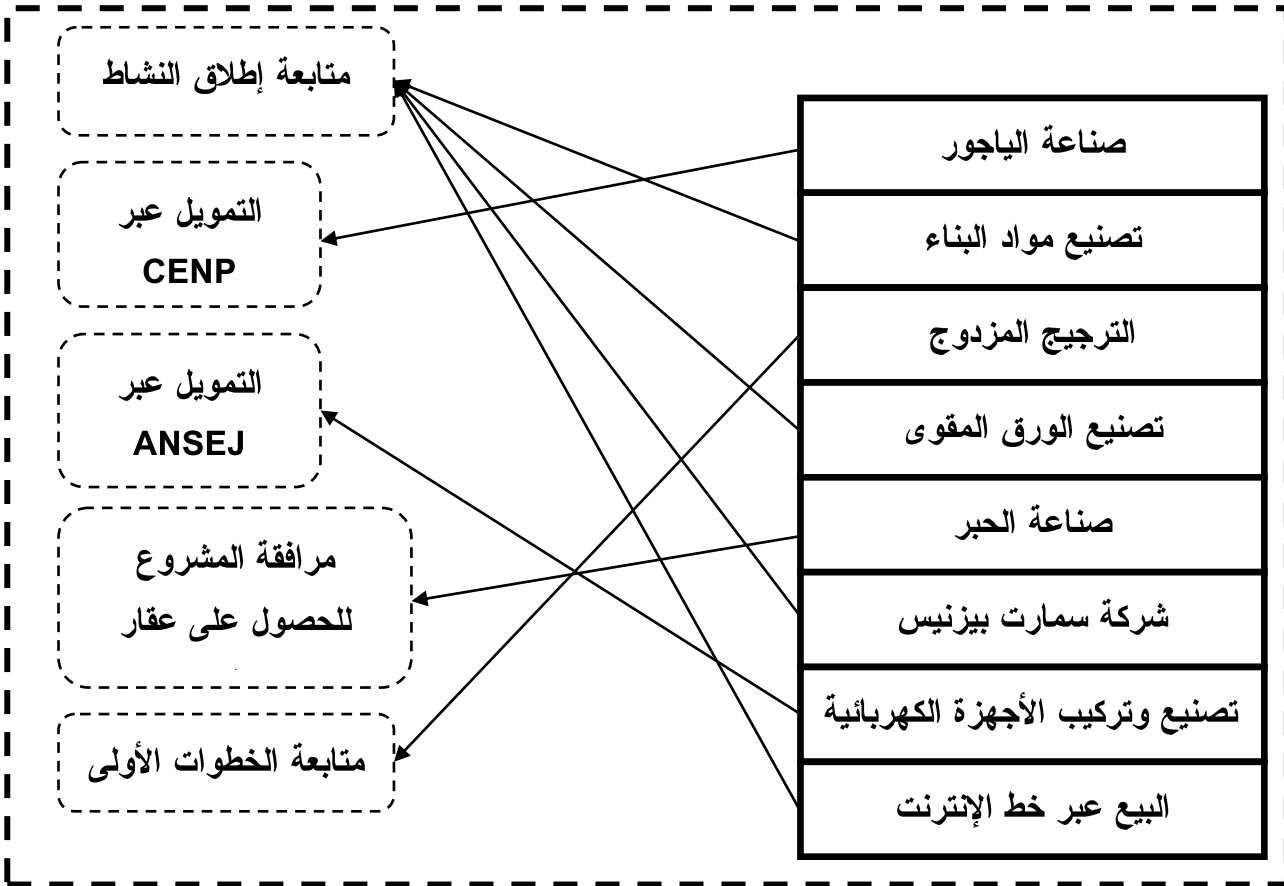 صناعة الياجور
تصنيع مواد البناء
الترجيج المزدوج
تصنيع الورق المقوى
صناعة الحبر
شركة سمارت بيزنيس
تصنيع وتركيب الأجهزة الكهربائية
البيع عبر خط الإنترنت
متابعة إطلاق النشاط
التمويل عبر
CENP
التمويل عبر
ANSEJ
مرافقة المشروع
للحصول على عقار
.
متابعة الخطوات الأولى